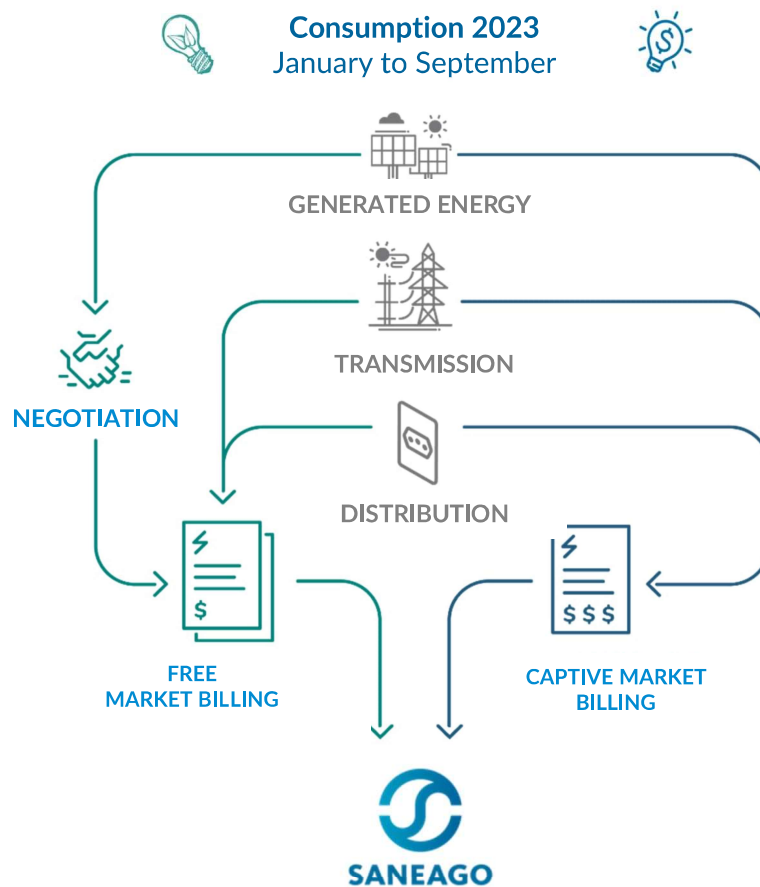 Consumption 2023
January to September
GENERATED ENERGY
TRANSMISSION
NEGOTIATION
DISTRIBUTION
$
$ $ $
FREE
MARKET BILLING
CAPTIVE MARKET
BILLING
SANEAGO